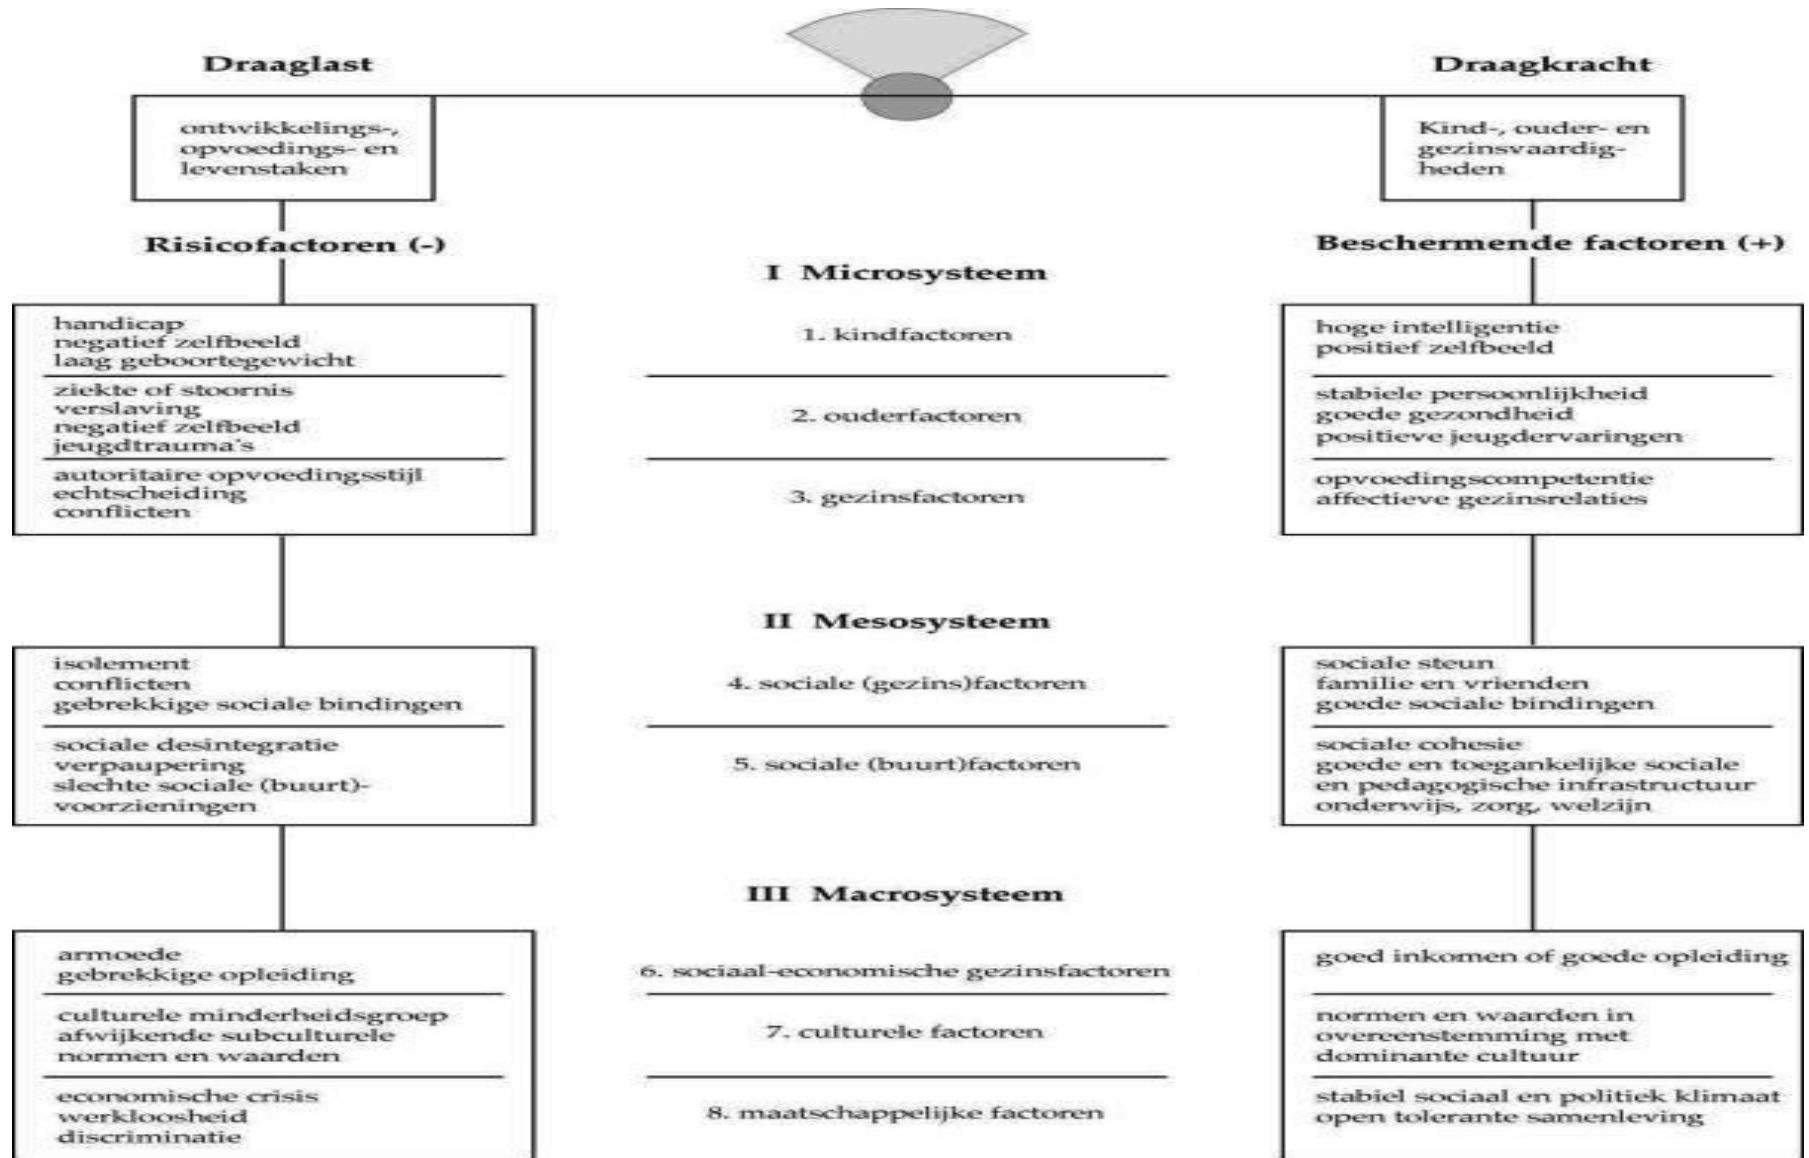 Draaglast
Draagkracht
ontwikkelings-,
opvoedings- en
levenstaken
Kind-, ouder- en
gezinsvaardig-
heden
Risicofactoren (-)
Beschermende factoren (+)
I Microsysteem
handicap
negatief zelfbeeld
laag geboortegewicht
1. kindfactoren
hoge intelligentie
positief zelfbeeld
ziekte of stoornis
verslaving
negatief zelfbeeld
jeugdtrauma's
2. ouderfactoren
stabiele persoonlijkheid
goede gezondheid
positieve jeugdervaringen
autoritaire opvoedingsstijl
echtscheiding
conflicten
3. gezinsfactoren
opvoedingscompetentie
affectieve gezinsrelaties
II Mesosysteem
isolement
conflicten
gebrekkige sociale bindingen
4. sociale (gezins)factoren
sociale steun
familie en vrienden
goede sociale bindingen
sociale desintegratie
verpaupering
slechte sociale (buurt)-
voorzieningen
5. sociale (buurt)factoren
sociale cohesie
goede en toegankelijke sociale
en pedagogische infrastructuur
onderwijs, zorg, welzijn
III Macrosysteem
armoede
gebrekkige opleiding
6. sociaal-economische gezinsfactoren
goed inkomen of goede opleiding
culturele minderheidsgroep
afwijkende subculturele
normen en waarden
7. culturele factoren
normen en waarden in
overeenstemming met
dominante cultuur
economische crisis
werkloosheid
discriminatie
8. maatschappelijke factoren
stabiel sociaal en politiek klimaat
open tolerante samenleving